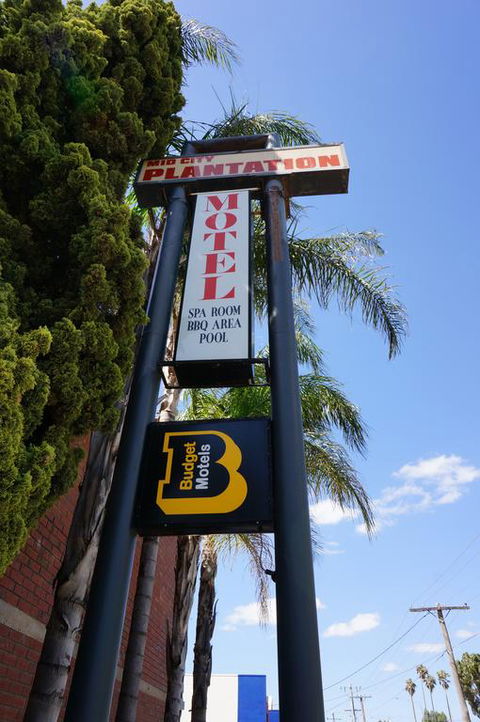 MID CITY
PLANTATION
MOTEL
SPA ROOM
BBQ AREA
POOL
Budget
Motels